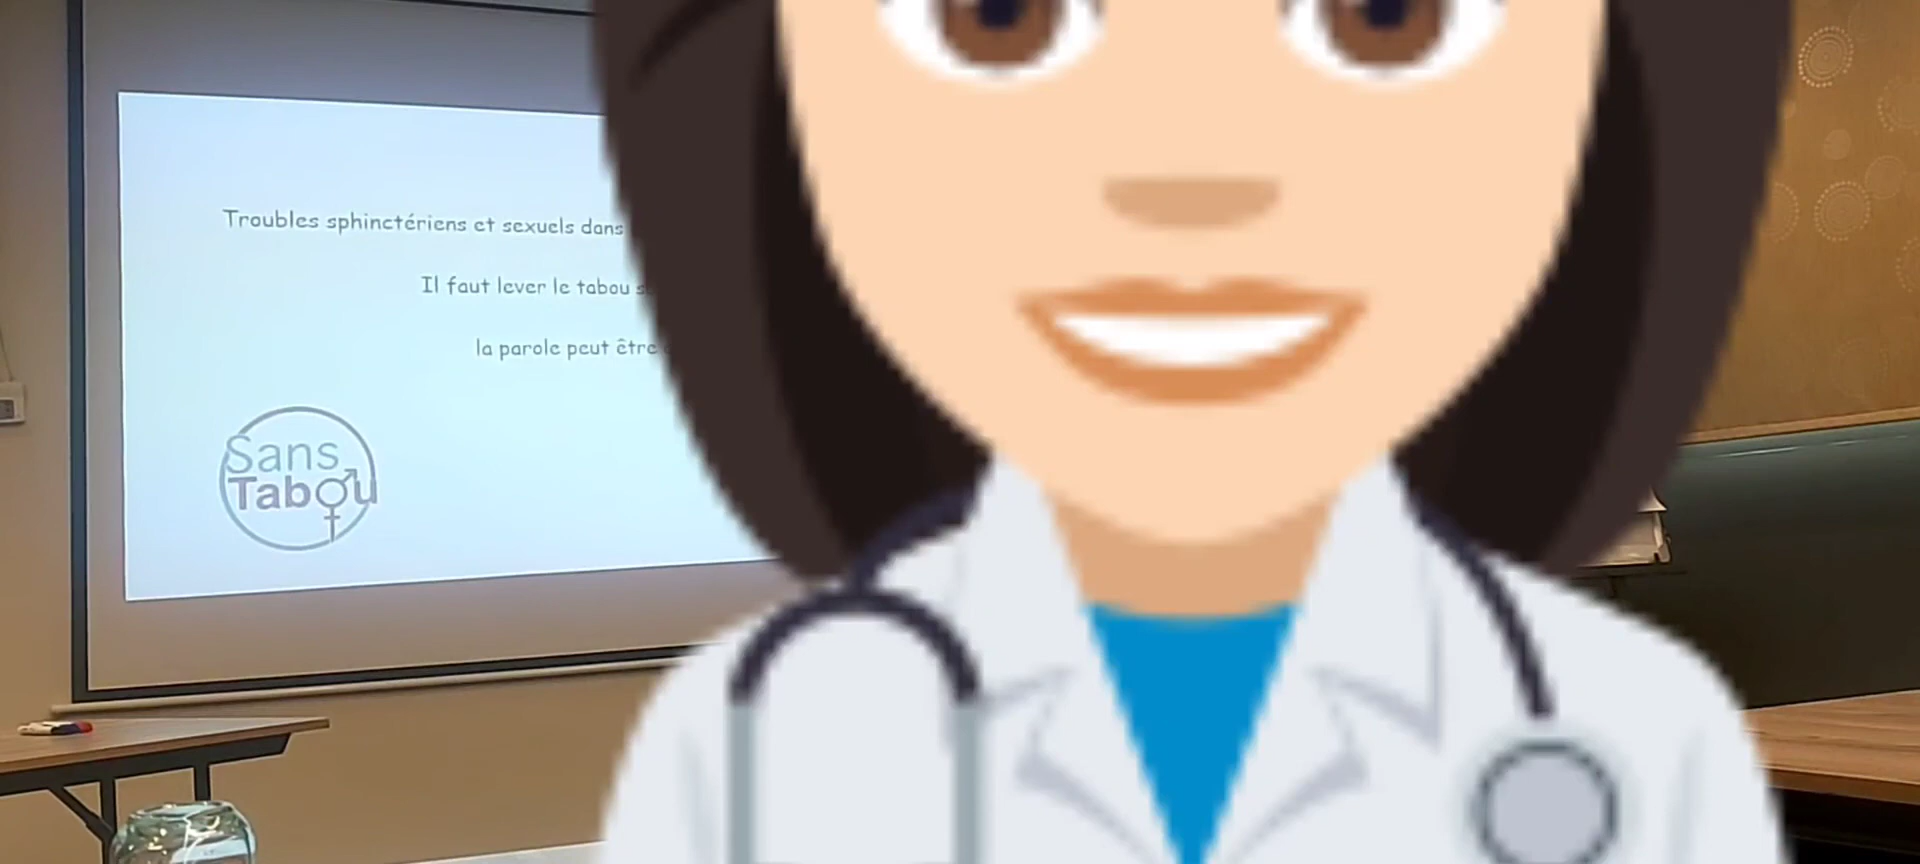 Troubles sphinctériens et sexuels dans
Il faut lever le tabou
la parole peut être
Sans
Tabou